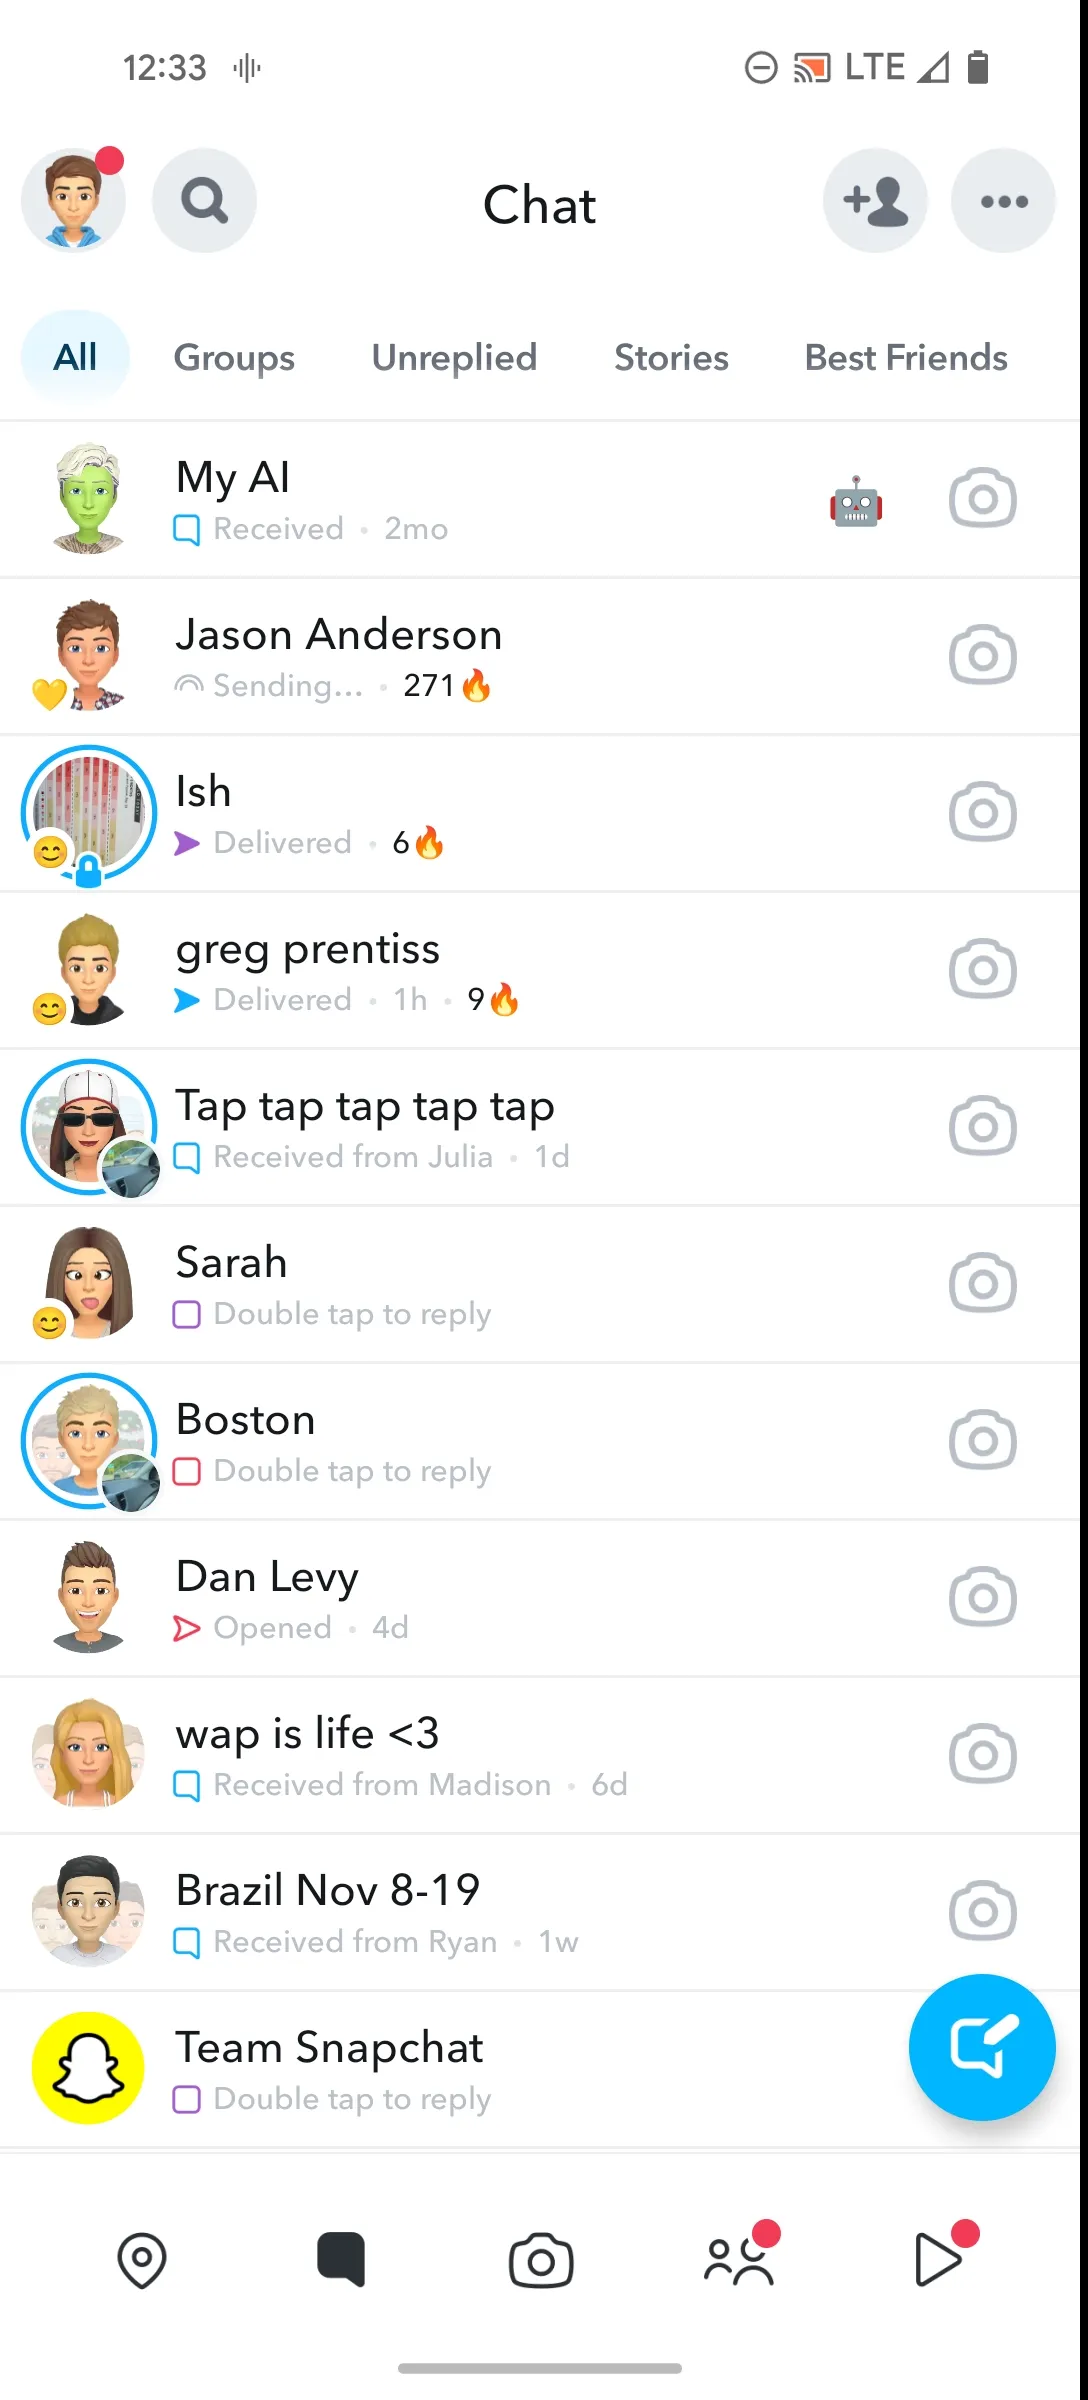 12:33 LTE
Chat
All Groups Unreplied Stories Best Friends
My AI
Received • 2mo
Jason Anderson
Sending... • 271🔥
Ish
Delivered • 6🔥
greg prentiss
Delivered • 1h • 9🔥
Tap tap tap tap tap
Received from Julia • 1d
Sarah
Double tap to reply
Boston
Double tap to reply
Dan Levy
Opened • 4d
wap is life <3
Received from Madison • 6d
Brazil Nov 8-19
Received from Ryan • 1w
Team Snapchat
Double tap to reply